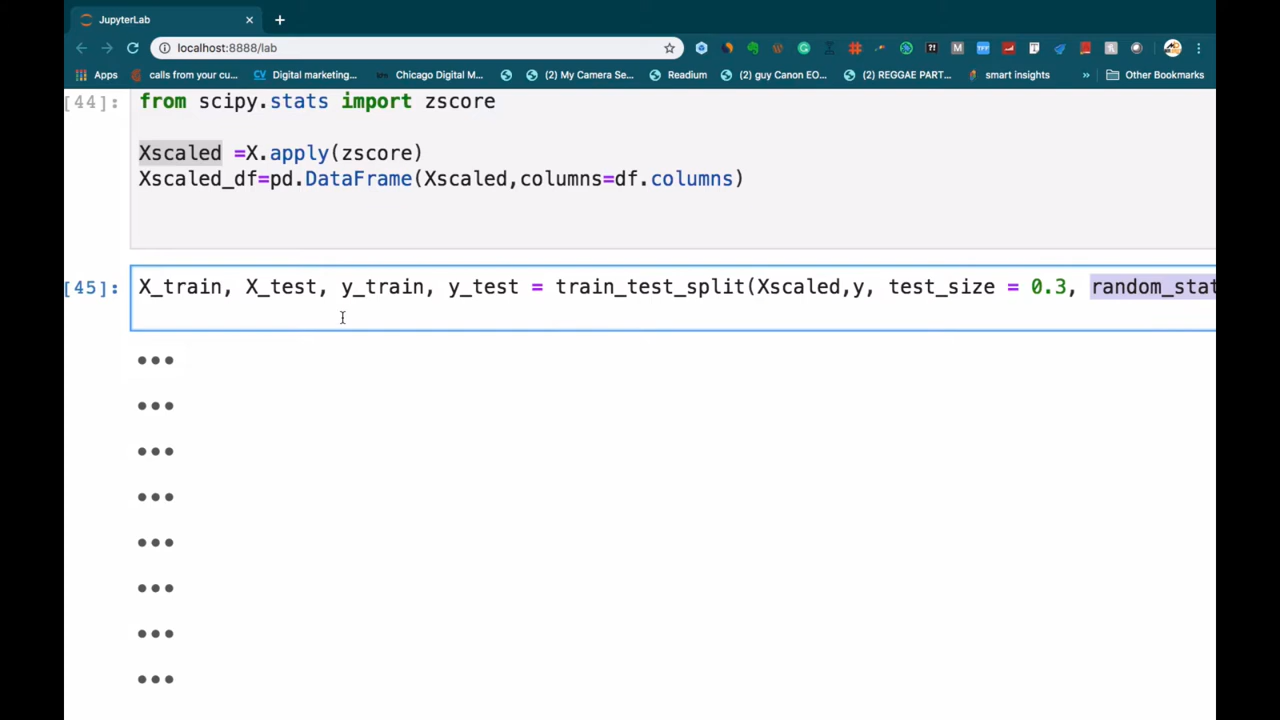 JupyterLab
localhost:8888/lab
Apps calls from your cu... CV Digital marketing... Chicago Digital M... (2) My Camera Se... Readium (2) guy Canon EO... (2) REGGAE PART... smart insights » Other Bookmarks
[44]: from scipy.stats import zscore
Xscaled =X.apply(zscore)
Xscaled_df=pd.DataFrame(Xscaled,columns=df.columns)
[45]: X_train, X_test, y_train, y_test = train_test_split(Xscaled,y, test_size = 0.3, random_stat